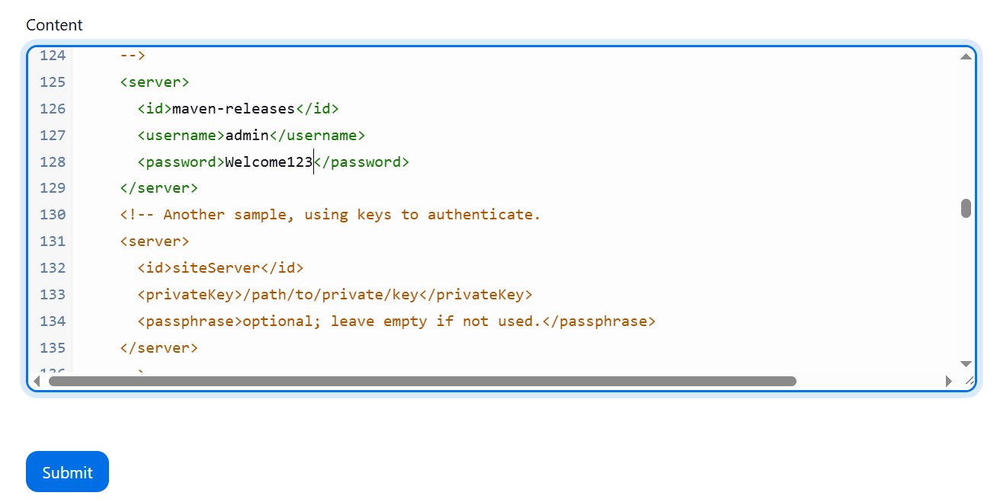 Content
124 -->
125 <server>
126 <id>maven-releases</id>
127 <username>admin</username>
128 <password>Welcome123</password>
129 </server>
130 <!-- Another sample, using keys to authenticate.
131 <server>
132 <id>siteServer</id>
133 <privateKey>/path/to/private/key</privateKey>
134 <passphrase>optional; leave empty if not used.</passphrase>
135 </server>
Submit